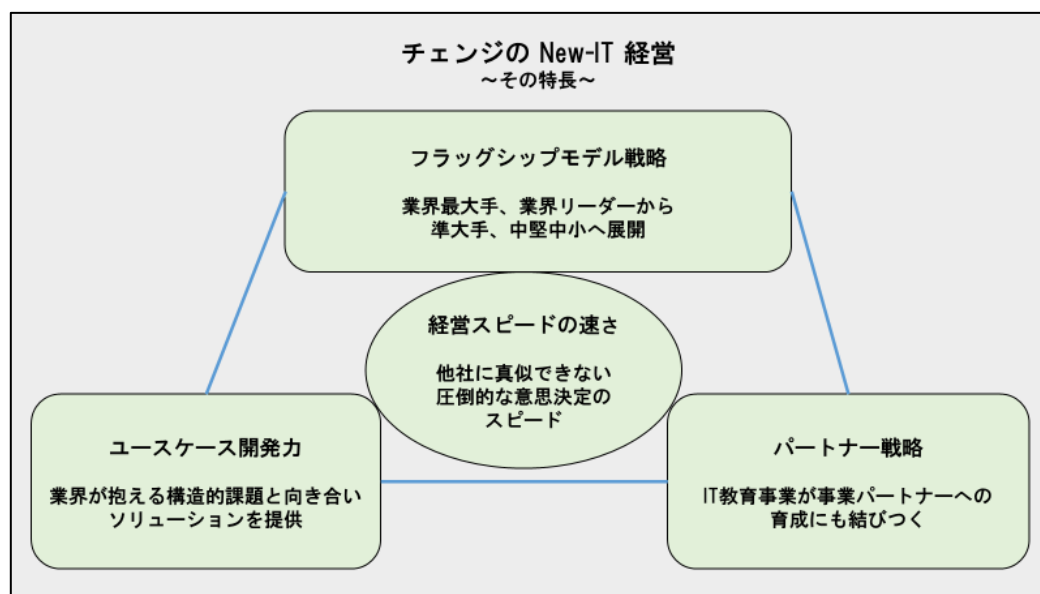 チェンジの New-IT 経営
～その特長～
フラッグシップモデル戦略
業界最大手、業界リーダーから
準大手、中堅中小へ展開
経営スピードの速さ
他社に真似できない
圧倒的な意思決定の
スピード
ユースケース開発力
業界が抱える構造的課題と向き合い
ソリューションを提供
パートナー戦略
IT教育事業が事業パートナーへの
育成にも結びつく